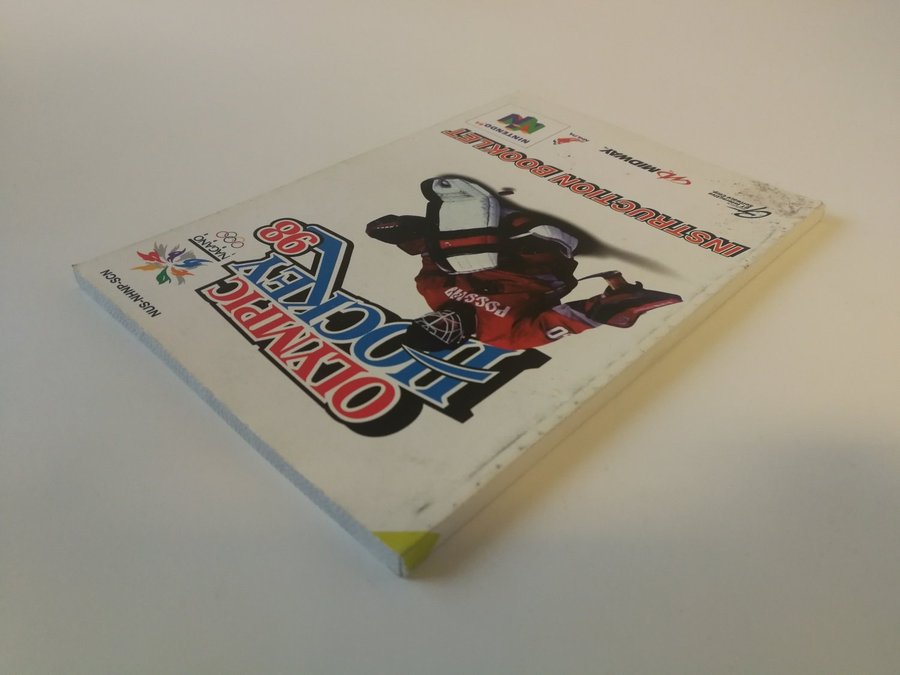 NUS-NHNP-SCN
NAGANO
OLYMPIC
HOCKEY
98
INSTRUCTION BOOKLET
NINTENDO 64
MIDWAY